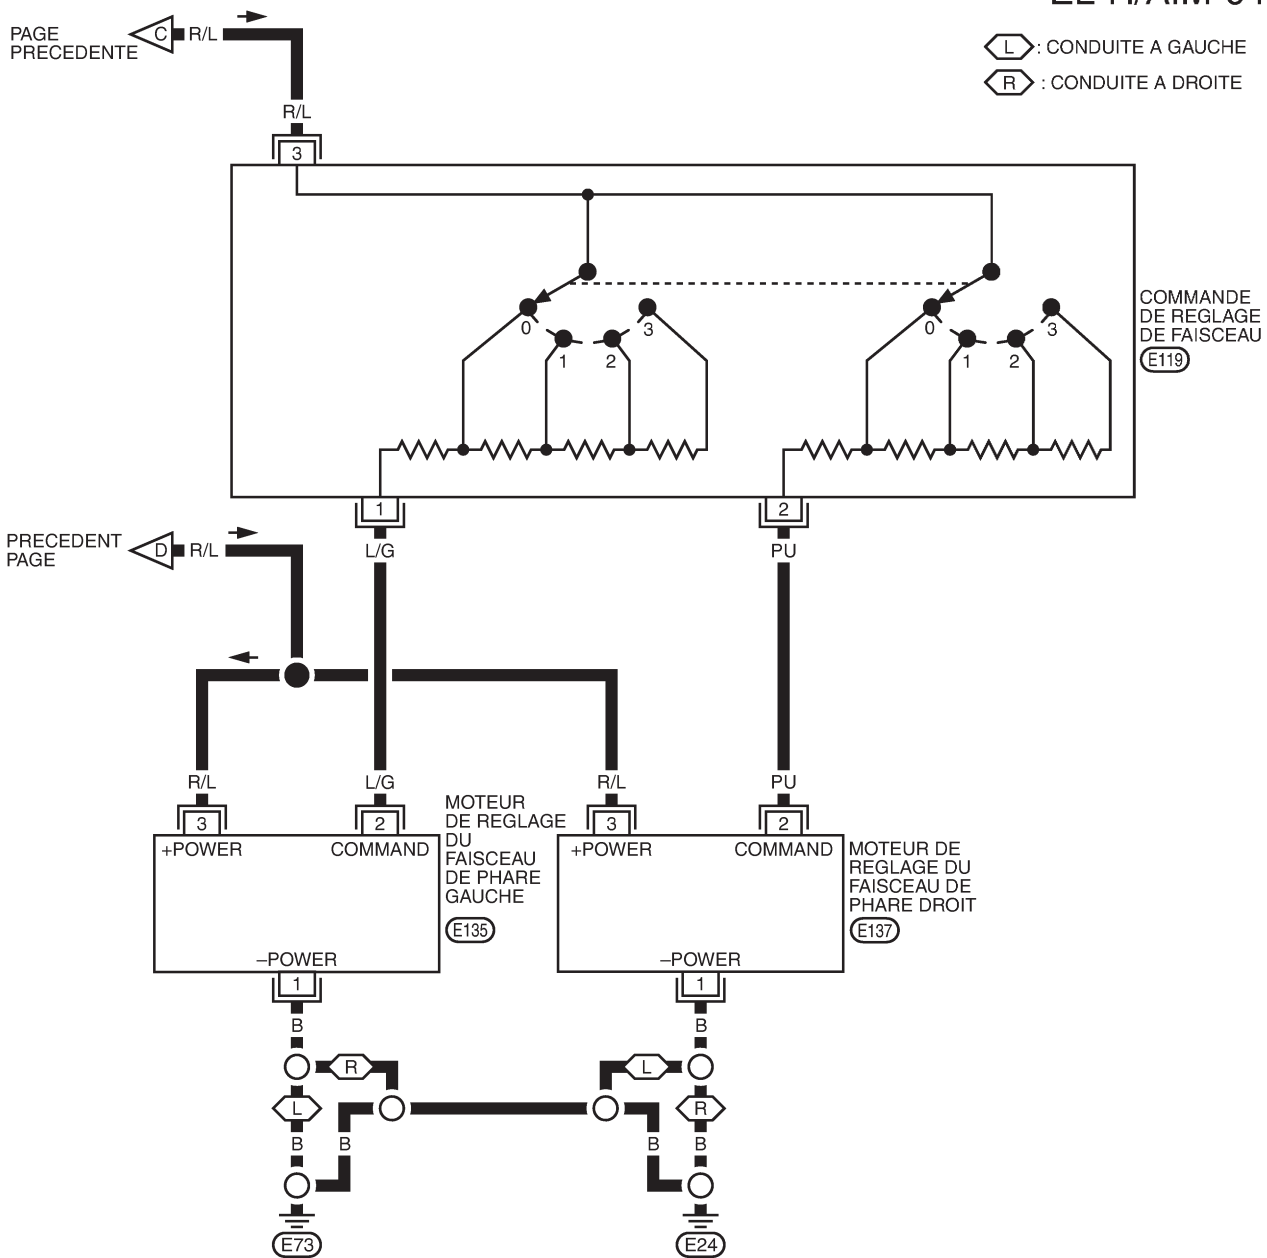 PAGE
PRECEDENTE
C R/L
L : CONDUITE A GAUCHE
R : CONDUITE A DROITE
R/L
3
0 1 2 3
0 1 2 3
COMMANDE
DE REGLAGE
DE FAISCEAU
E119
1 2
PRECEDENT
PAGE
D R/L
L/G PU
R/L L/G R/L PU
3 2 3 2
+POWER COMMAND
MOTEUR
DE REGLAGE
DU
FAISCEAU
DE PHARE
GAUCHE
E135
+POWER COMMAND
MOTEUR DE
REGLAGE DU
FAISCEAU DE
PHARE DROIT
E137
–POWER –POWER
1 1
B B
R L
L R
B B B B
E73 E24